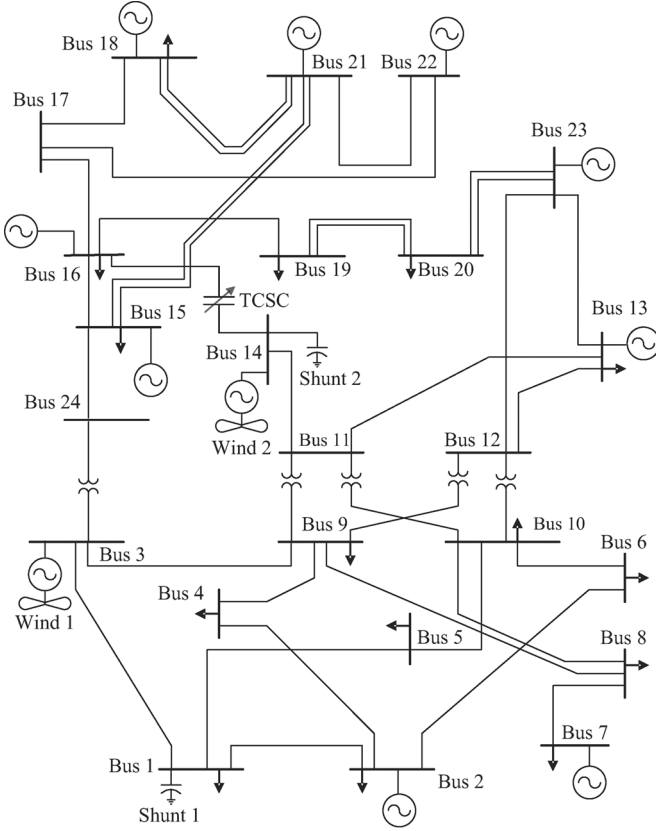 Bus 18
Bus 21
Bus 22
Bus 17
Bus 23
Bus 16
Bus 19
Bus 20
Bus 15
TCSC
Bus 13
Bus 14
Shunt 2
Bus 24
Wind 2
Bus 11
Bus 12
Bus 3
Bus 9
Bus 10
Bus 6
Wind 1
Bus 4
Bus 5
Bus 8
Bus 7
Bus 1
Bus 2
Shunt 1